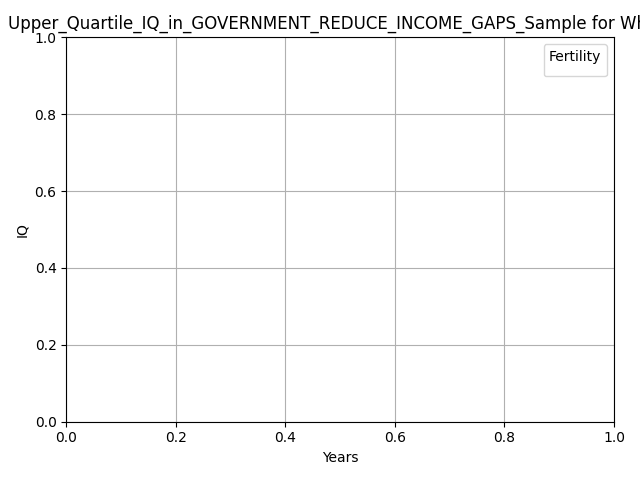 Upper_Quartile_IQ_in_GOVERNMENT_REDUCE_INCOME_GAPS_Sample for Wh
Fertility
1.0
0.8
0.6
0.4
0.2
0.0
IQ
0.0 0.2 0.4 0.6 0.8 1.0
Years